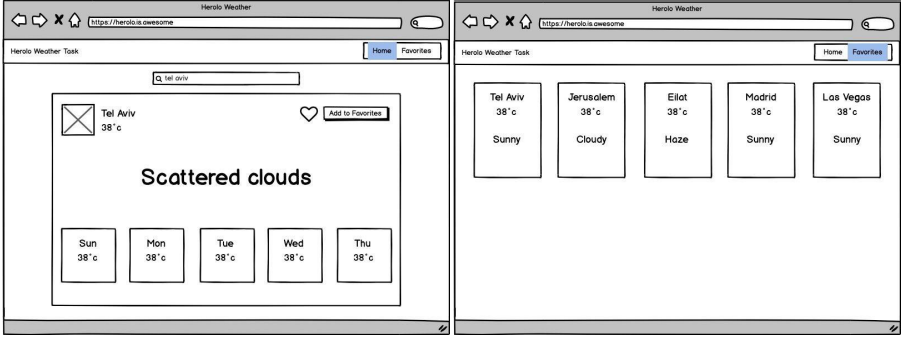 Herolo Weather
https://herolo.is.awesome
Herolo Weather Task
Home
Favorites
tel aviv
Tel Aviv
38°c
Add to Favorites
Scattered clouds
Sun
38°c
Mon
38°c
Tue
38°c
Wed
38°c
Thu
38°c
Herolo Weather
https://herolo.is.awesome
Herolo Weather Task
Home
Favorites
Tel Aviv
38°c
Sunny
Jerusalem
38°c
Cloudy
Eilat
38°c
Haze
Madrid
38°c
Sunny
Las Vegas
38°c
Sunny